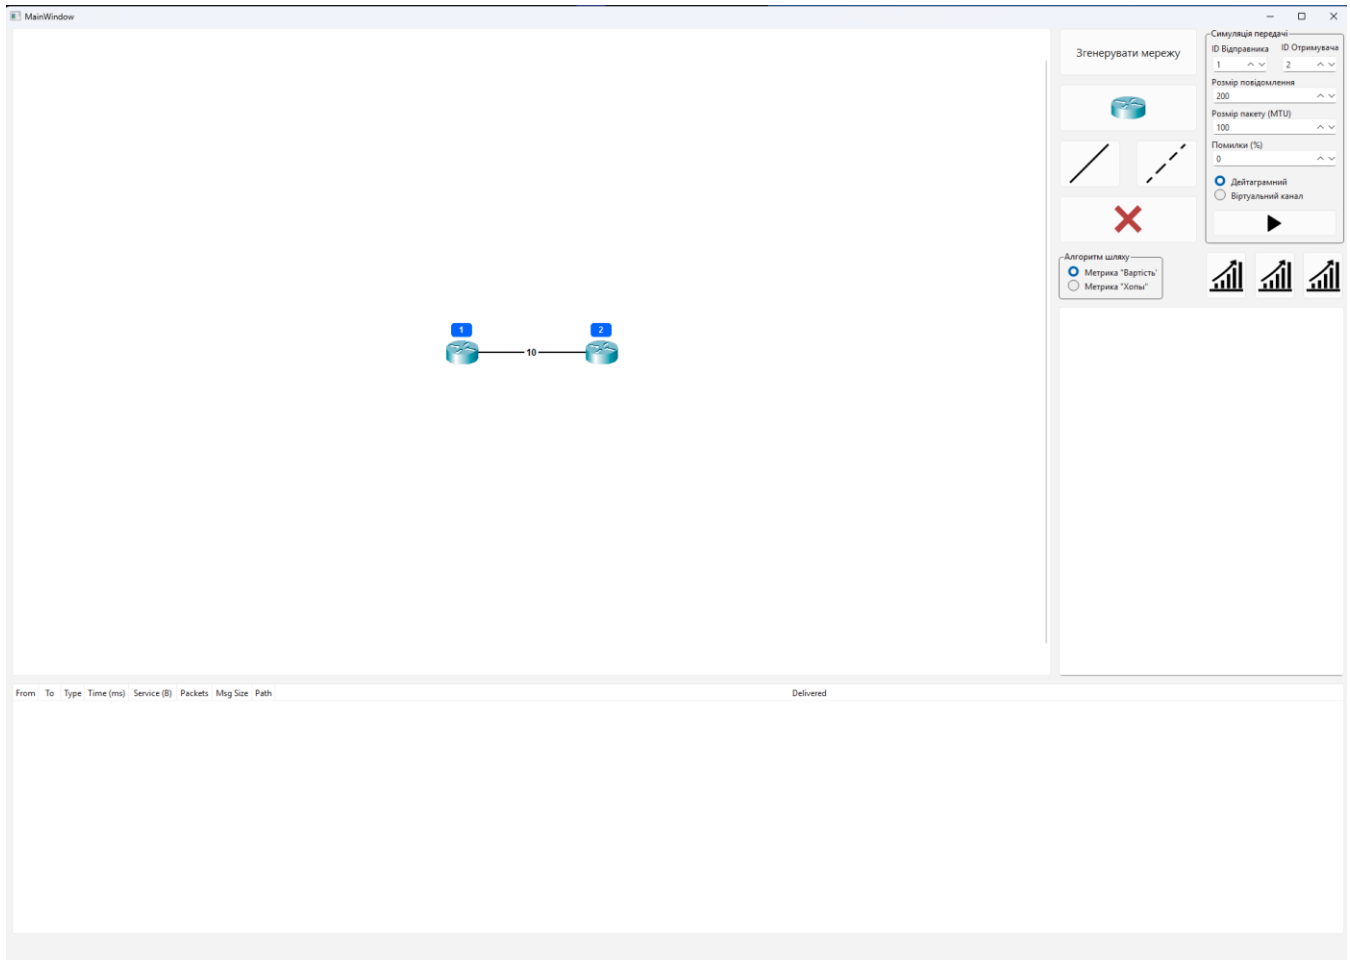 MainWindow
Згенерувати мережу
Симуляція передачі
ID Відправника ID Отримувача
1 2
Розмір повідомлення
200
Розмір пакету (MTU)
100
Помилки (%)
0
Дейтаграмний
Віртуальний канал
Алгоритм шляху
Метрика "Вартість"
Метрика "Хопы"
1 2
10
From To Type Time (ms) Service (B) Packets Msg Size Path Delivered